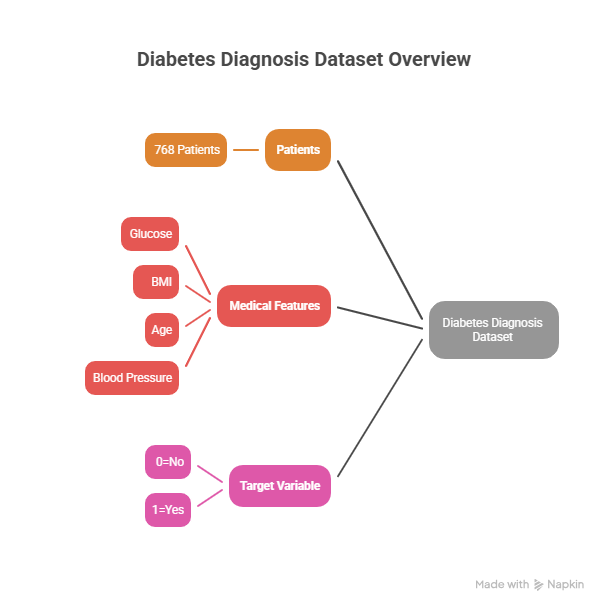 Diabetes Diagnosis Dataset Overview
768 Patients
Patients
Glucose
BMI
Age
Blood Pressure
Medical Features
Diabetes Diagnosis
Dataset
0=No
1=Yes
Target Variable
Made with Napkin